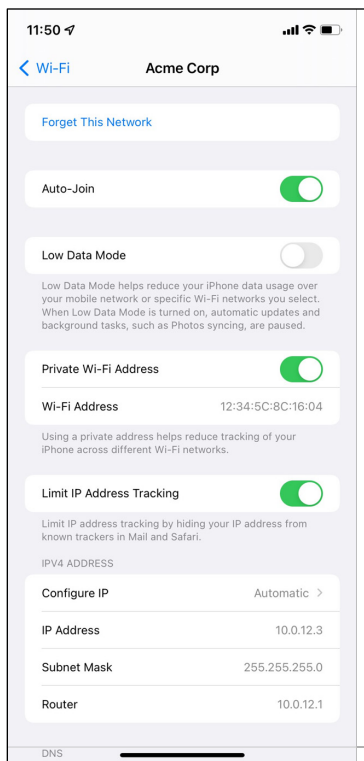 11:50
Wi-Fi
Acme Corp
Forget This Network
Auto-Join
Low Data Mode
Low Data Mode helps reduce your iPhone data usage over
your mobile network or specific Wi-Fi networks you select.
When Low Data Mode is turned on, automatic updates and
background tasks, such as Photos syncing, are paused.
Private Wi-Fi Address
Wi-Fi Address 12:34:5C:8C:16:04
Using a private address helps reduce tracking of your
iPhone across different Wi-Fi networks.
Limit IP Address Tracking
Limit IP address tracking by hiding your IP address from
known trackers in Mail and Safari.
IPV4 ADDRESS
Configure IP Automatic
IP Address 10.0.12.3
Subnet Mask 255.255.255.0
Router 10.0.12.1
DNS